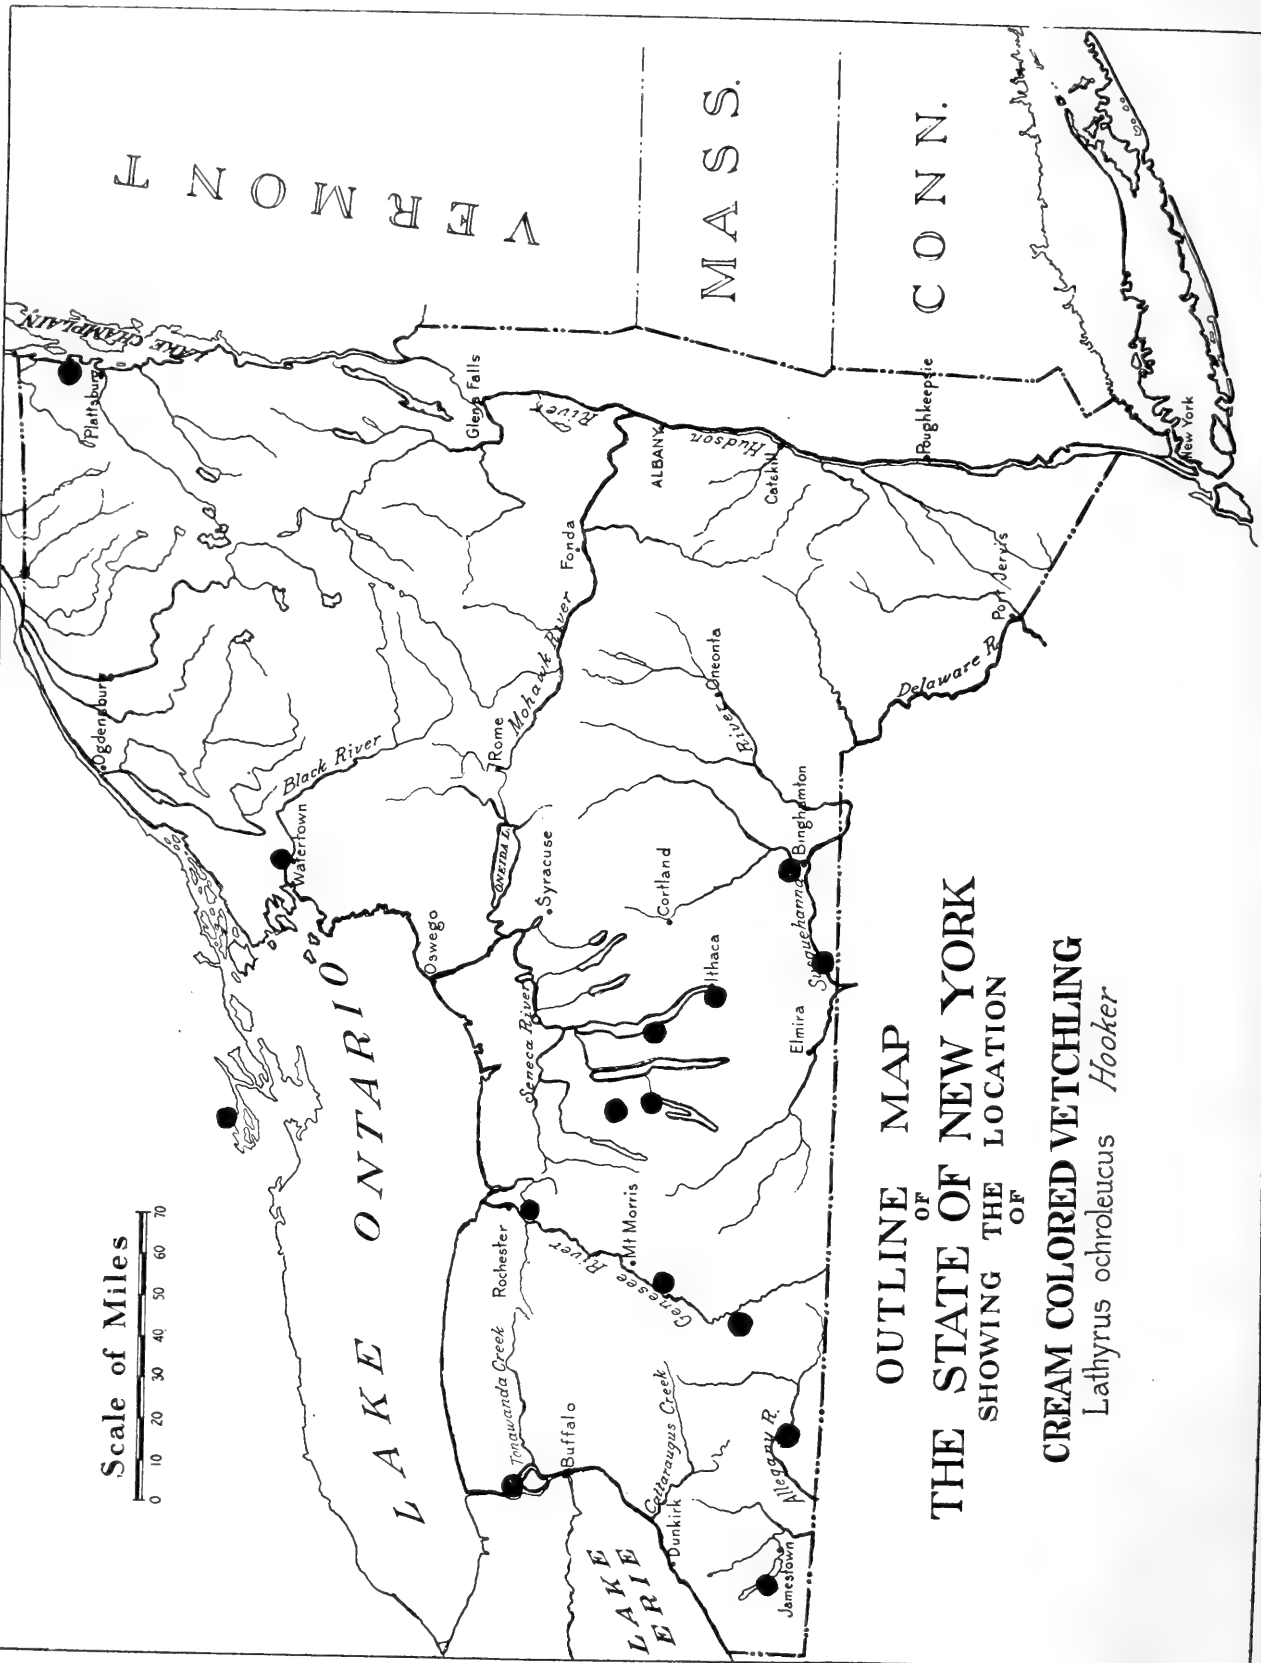 OUTLINE MAP
OF
THE STATE OF NEW YORK
SHOWING THE LOCATION
OF
CREAM COLORED VETCHLING
Lathyrus ochroleucus Hooker
Scale of Miles
0 10 20 30 40 50 60 70
LAKE ONTARIO
LAKE
ERIE
VERMONT
MASS.
CONN.
LAKE CHAMPLAIN
Plattsburg
Ogdensburg
Black River
Watertown
Glens Falls
River
Hudson
ALBANY
Catskill
Poughkeepsie
New York
Port Jervis
Delaware R.
Fonda
Mohawk River
Rome
ONEIDA L.
Syracuse
Oswego
Seneca River
Cortland
Ithaca
Oneonta
River
Binghamton
Susquehanna
Elmira
Rochester
Genesee River
Mt Morris
Tonawanda Creek
Buffalo
Cattaraugus Creek
Dunkirk
Allegany R.
Jamestown